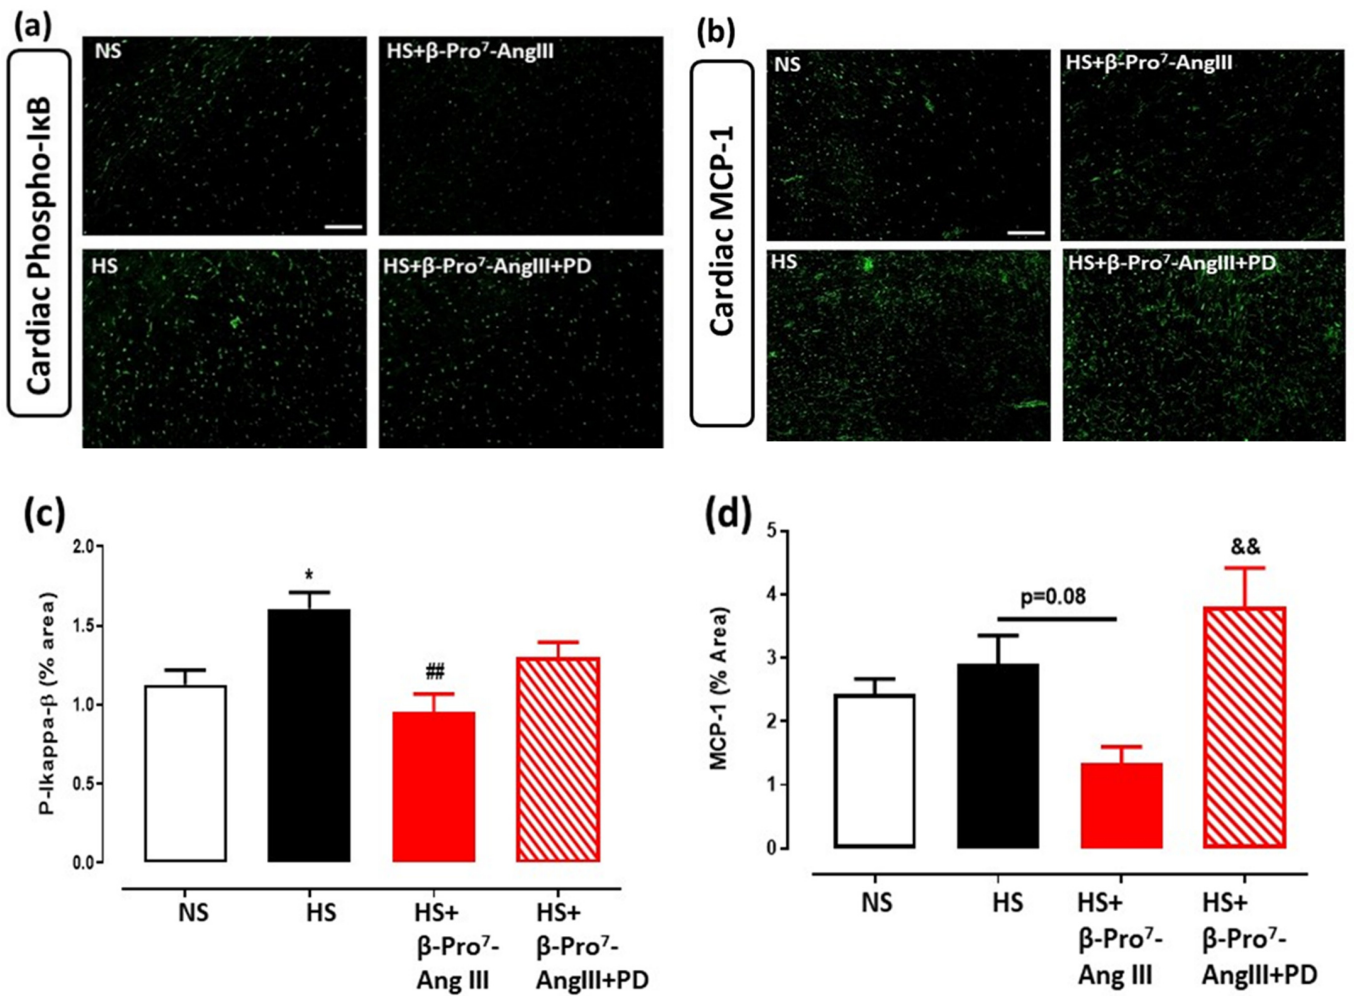 (a)
Cardiac Phospho-IκB
NS
HS+β-Pro⁷-AngIII
HS
HS+β-Pro⁷-AngIII+PD
(b)
Cardiac MCP-1
NS
HS+β-Pro⁷-AngIII
HS
HS+β-Pro⁷-AngIII+PD
(c)
P-Ikappa-β (% area)
2.0
1.5
1.0
0.5
0.0
*
##
NS
HS
HS+
β-Pro⁷-
Ang III
HS+
β-Pro⁷-
AngIII+PD
(d)
MCP-1 (% Area)
5
4
3
2
1
0
p=0.08
&&
NS
HS
HS+
β-Pro⁷-
Ang III
HS+
β-Pro⁷-
AngIII+PD